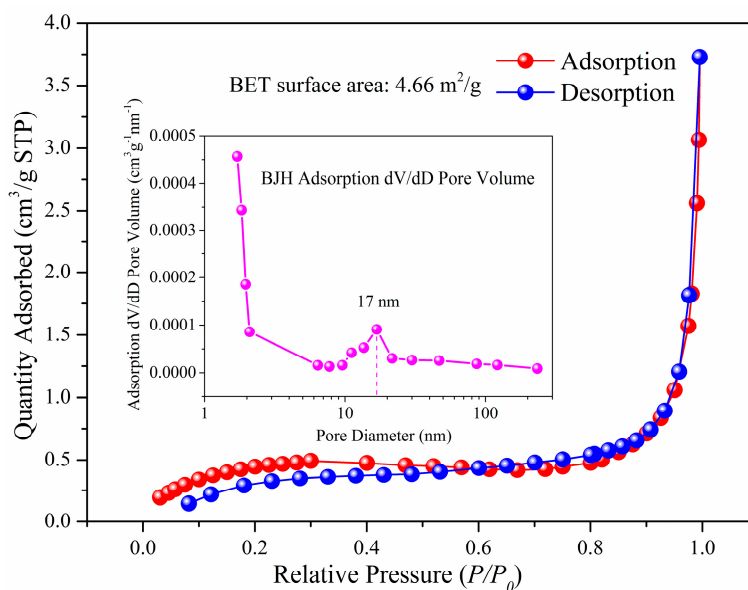 Adsorption
Desorption
BET surface area: 4.66 m²/g
Quantity Adsorbed (cm³/g STP)
4.0
3.5
3.0
2.5
2.0
1.5
1.0
0.5
0.0
0.0 0.2 0.4 0.6 0.8 1.0
Relative Pressure (P/P₀)
BJH Adsorption dV/dD Pore Volume
17 nm
Adsorption dV/dD Pore Volume (cm³g⁻¹nm⁻¹)
0.0005
0.0004
0.0003
0.0002
0.0001
0.0000
1 10 100
Pore Diameter (nm)